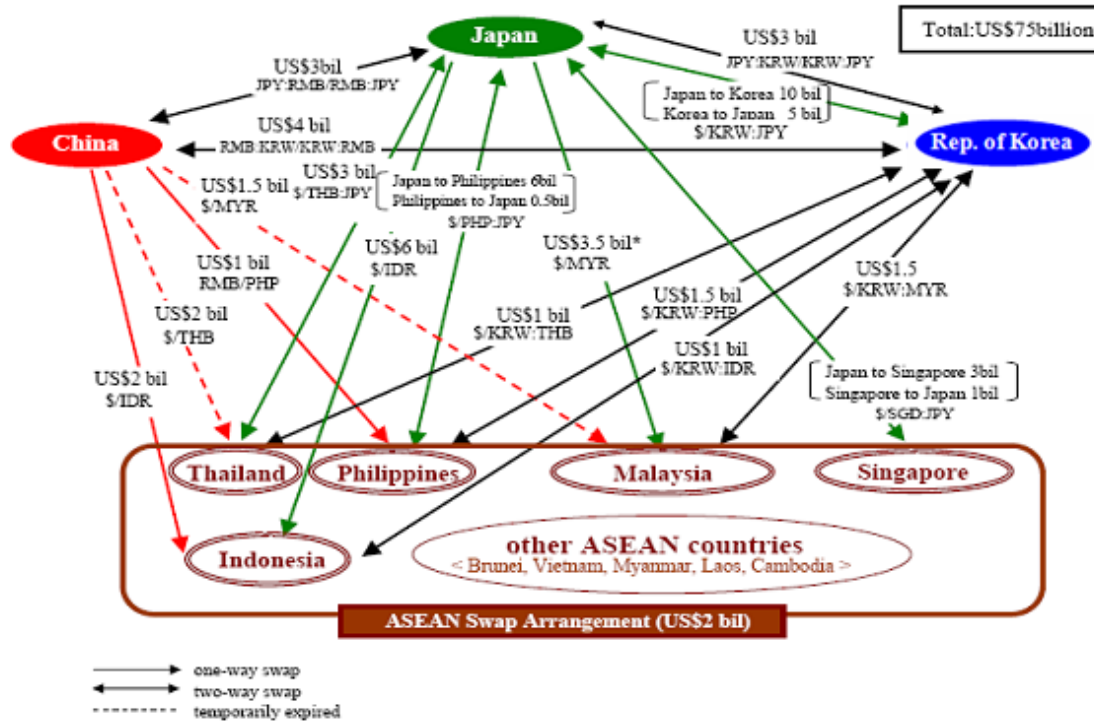 Japan
Total:US$75billion
US$3bil
JPY:RMB/RMB:JPY
US$3 bil
JPY:KRW/KRW:JPY
Japan to Korea 10 bil
Korea to Japan 5 bil
$/KRW:JPY
China
US$4 bil
RMB:KRW/KRW:RMB
Rep. of Korea
US$1.5 bil
$/MYR
US$3 bil
$/THB:JPY
Japan to Philippines 6bil
Philippines to Japan 0.5bil
$/PHP:JPY
US$6 bil
$/IDR
US$3.5 bil*
$/MYR
US$1 bil
RMB/PHP
US$2 bil
$/THB
US$2 bil
$/IDR
US$1 bil
$/KRW:THB
US$1.5 bil
$/KRW:PHP
US$1 bil
$/KRW:IDR
US$1.5
$/KRW:MYR
Japan to Singapore 3bil
Singapore to Japan 1bil
$/SGD:JPY
Thailand
Philippines
Malaysia
Singapore
Indonesia
other ASEAN countries
< Brunei, Vietnam, Myanmar, Laos, Cambodia >
ASEAN Swap Arrangement (US$2 bil)
one-way swap
two-way swap
temporarily expired